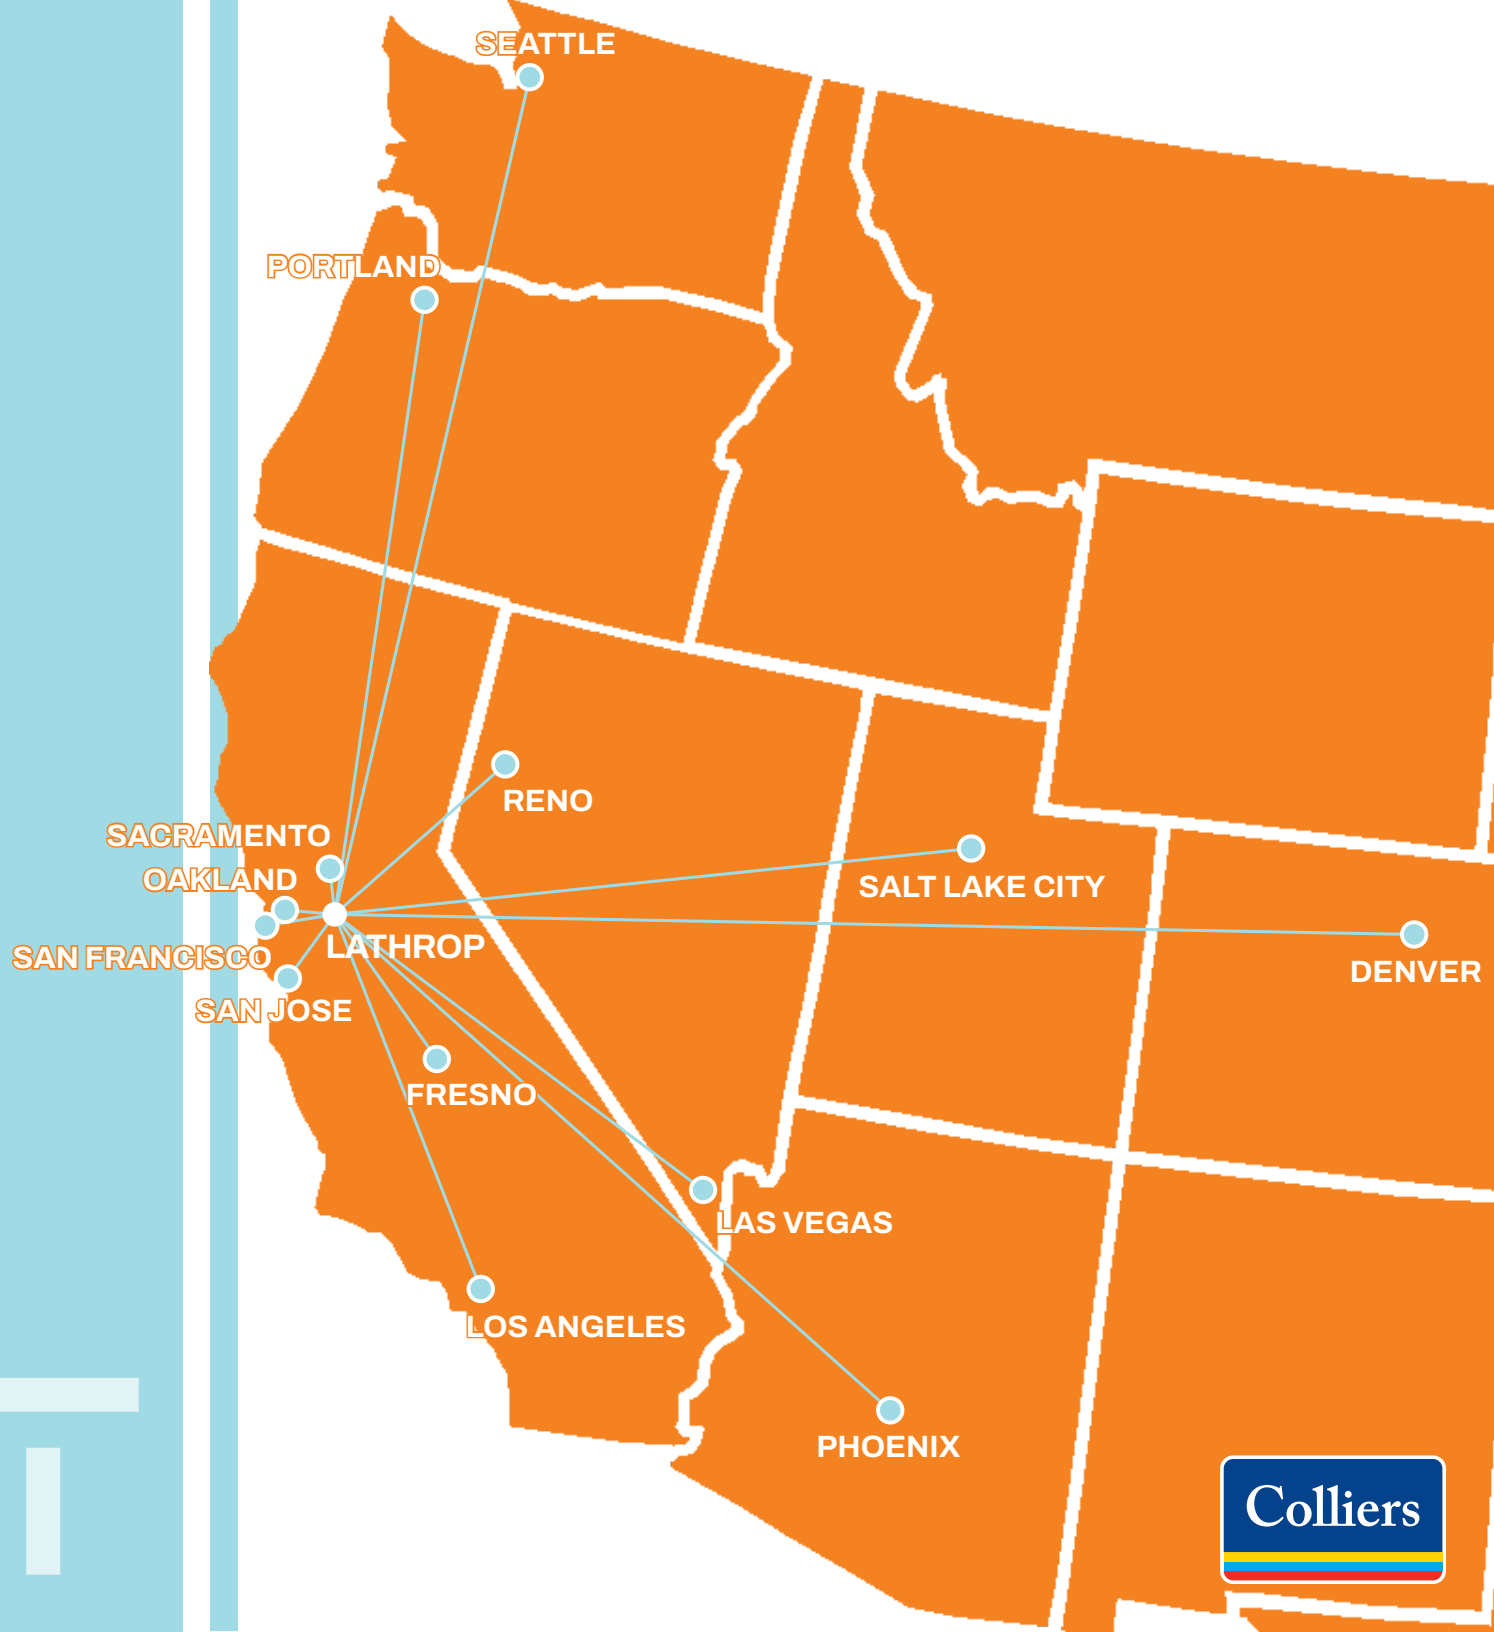 SEATTLE
PORTLAND
RENO
SACRAMENTO
SALT LAKE CITY
OAKLAND
LATHROP
SAN FRANCISCO
DENVER
SAN JOSE
FRESNO
LAS VEGAS
LOS ANGELES
PHOENIX
Colliers